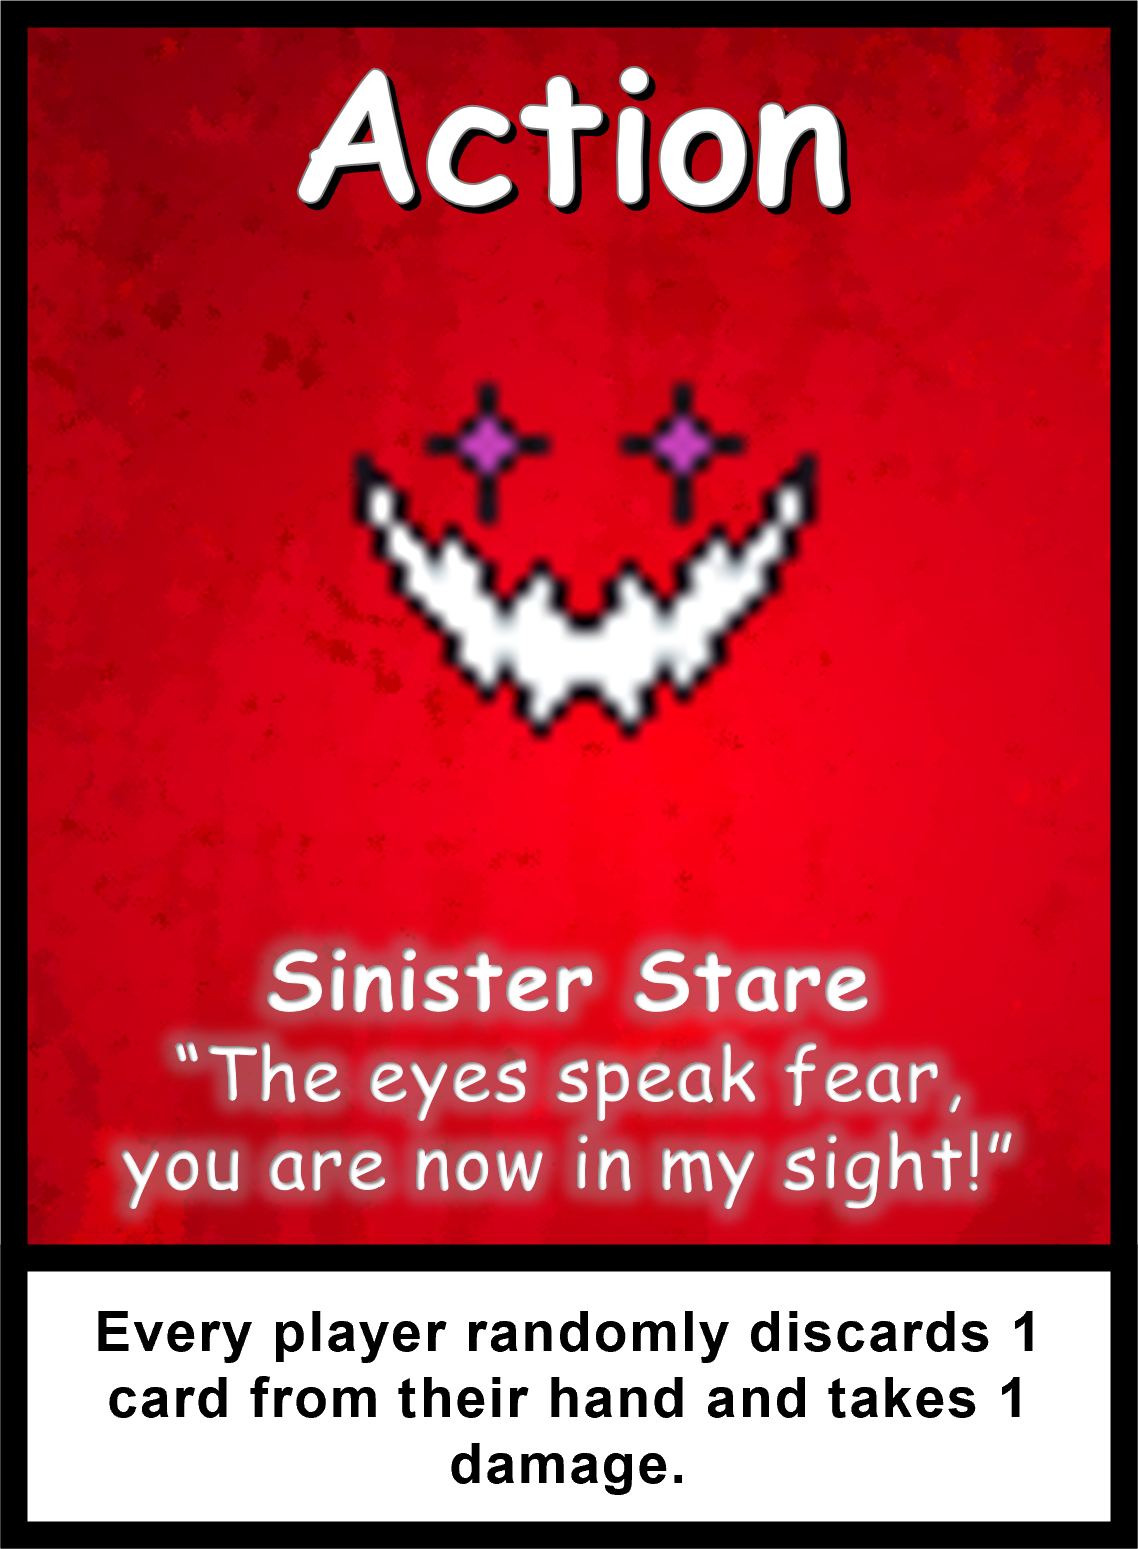 Action
Sinister Stare
“The eyes speak fear,
you are now in my sight!”
Every player randomly discards 1
card from their hand and takes 1
damage.